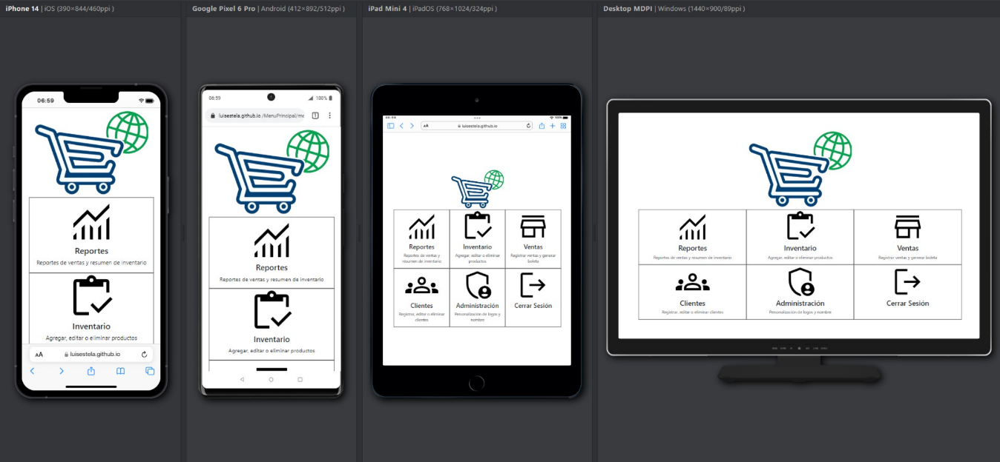 iPhone 14 | iOS (390×844/460ppi )
06:59
Reportes
Reportes de ventas y resumen de inventario
Inventario
Agregar, editar o eliminar productos
AA luisestela.github.io
Google Pixel 6 Pro | Android (412×892/512ppi )
06:59 100%
luisestela.github.io /MenuPrincipal/me 1
Reportes
Reportes de ventas y resumen de inventario
Inventario
Agregar, editar o eliminar productos
iPad Mini 4 | iPadOS (768×1024/324ppi )
AA luisestela.github.io
Reportes
Reportes de ventas y
resumen de inventario
Inventario
Agregar, editar o eliminar
productos
Ventas
Registrar ventas y generar
boleta
Clientes
Registrar, editar o eliminar
clientes
Administración
Personalización de logos y
nombre
Cerrar Sesión
Desktop MDPI | Windows (1440×900/89ppi )
Reportes
Reportes de ventas y resumen de inventario
Inventario
Agregar, editar o eliminar productos
Ventas
Registrar ventas y generar boleta
Clientes
Registrar, editar o eliminar clientes
Administración
Personalización de logos y nombre
Cerrar Sesión